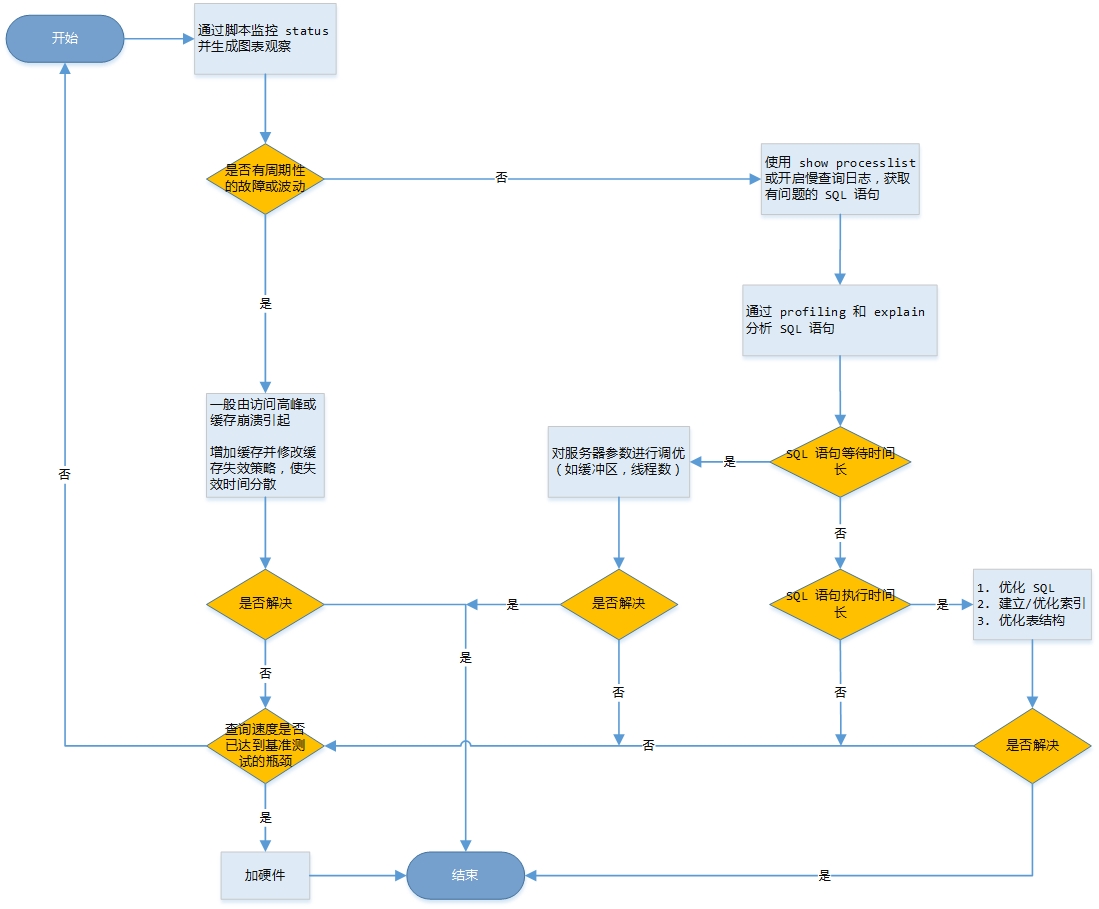 开始
通过脚本监控 status
并生成图表观察
是否有周期性
的故障或波动
否
使用 show processlist
或开启慢查询日志，获取
有问题的 SQL 语句
是
通过 profiling 和 explain
分析 SQL 语句
一般由访问高峰或
缓存崩溃引起
增加缓存并修改缓
存失效策略，使失
效时间分散
对服务器参数进行调优
（如缓冲区，线程数）
是
SQL 语句等待时间
长
否
否
是否解决
是
是否解决
SQL 语句执行时间
长
是
1. 优化 SQL
2. 建立/优化索引
3. 优化表结构
是
否
否
否
查询速度是否
已达到基准测
试的瓶颈
否
是否解决
是
加硬件
结束
是